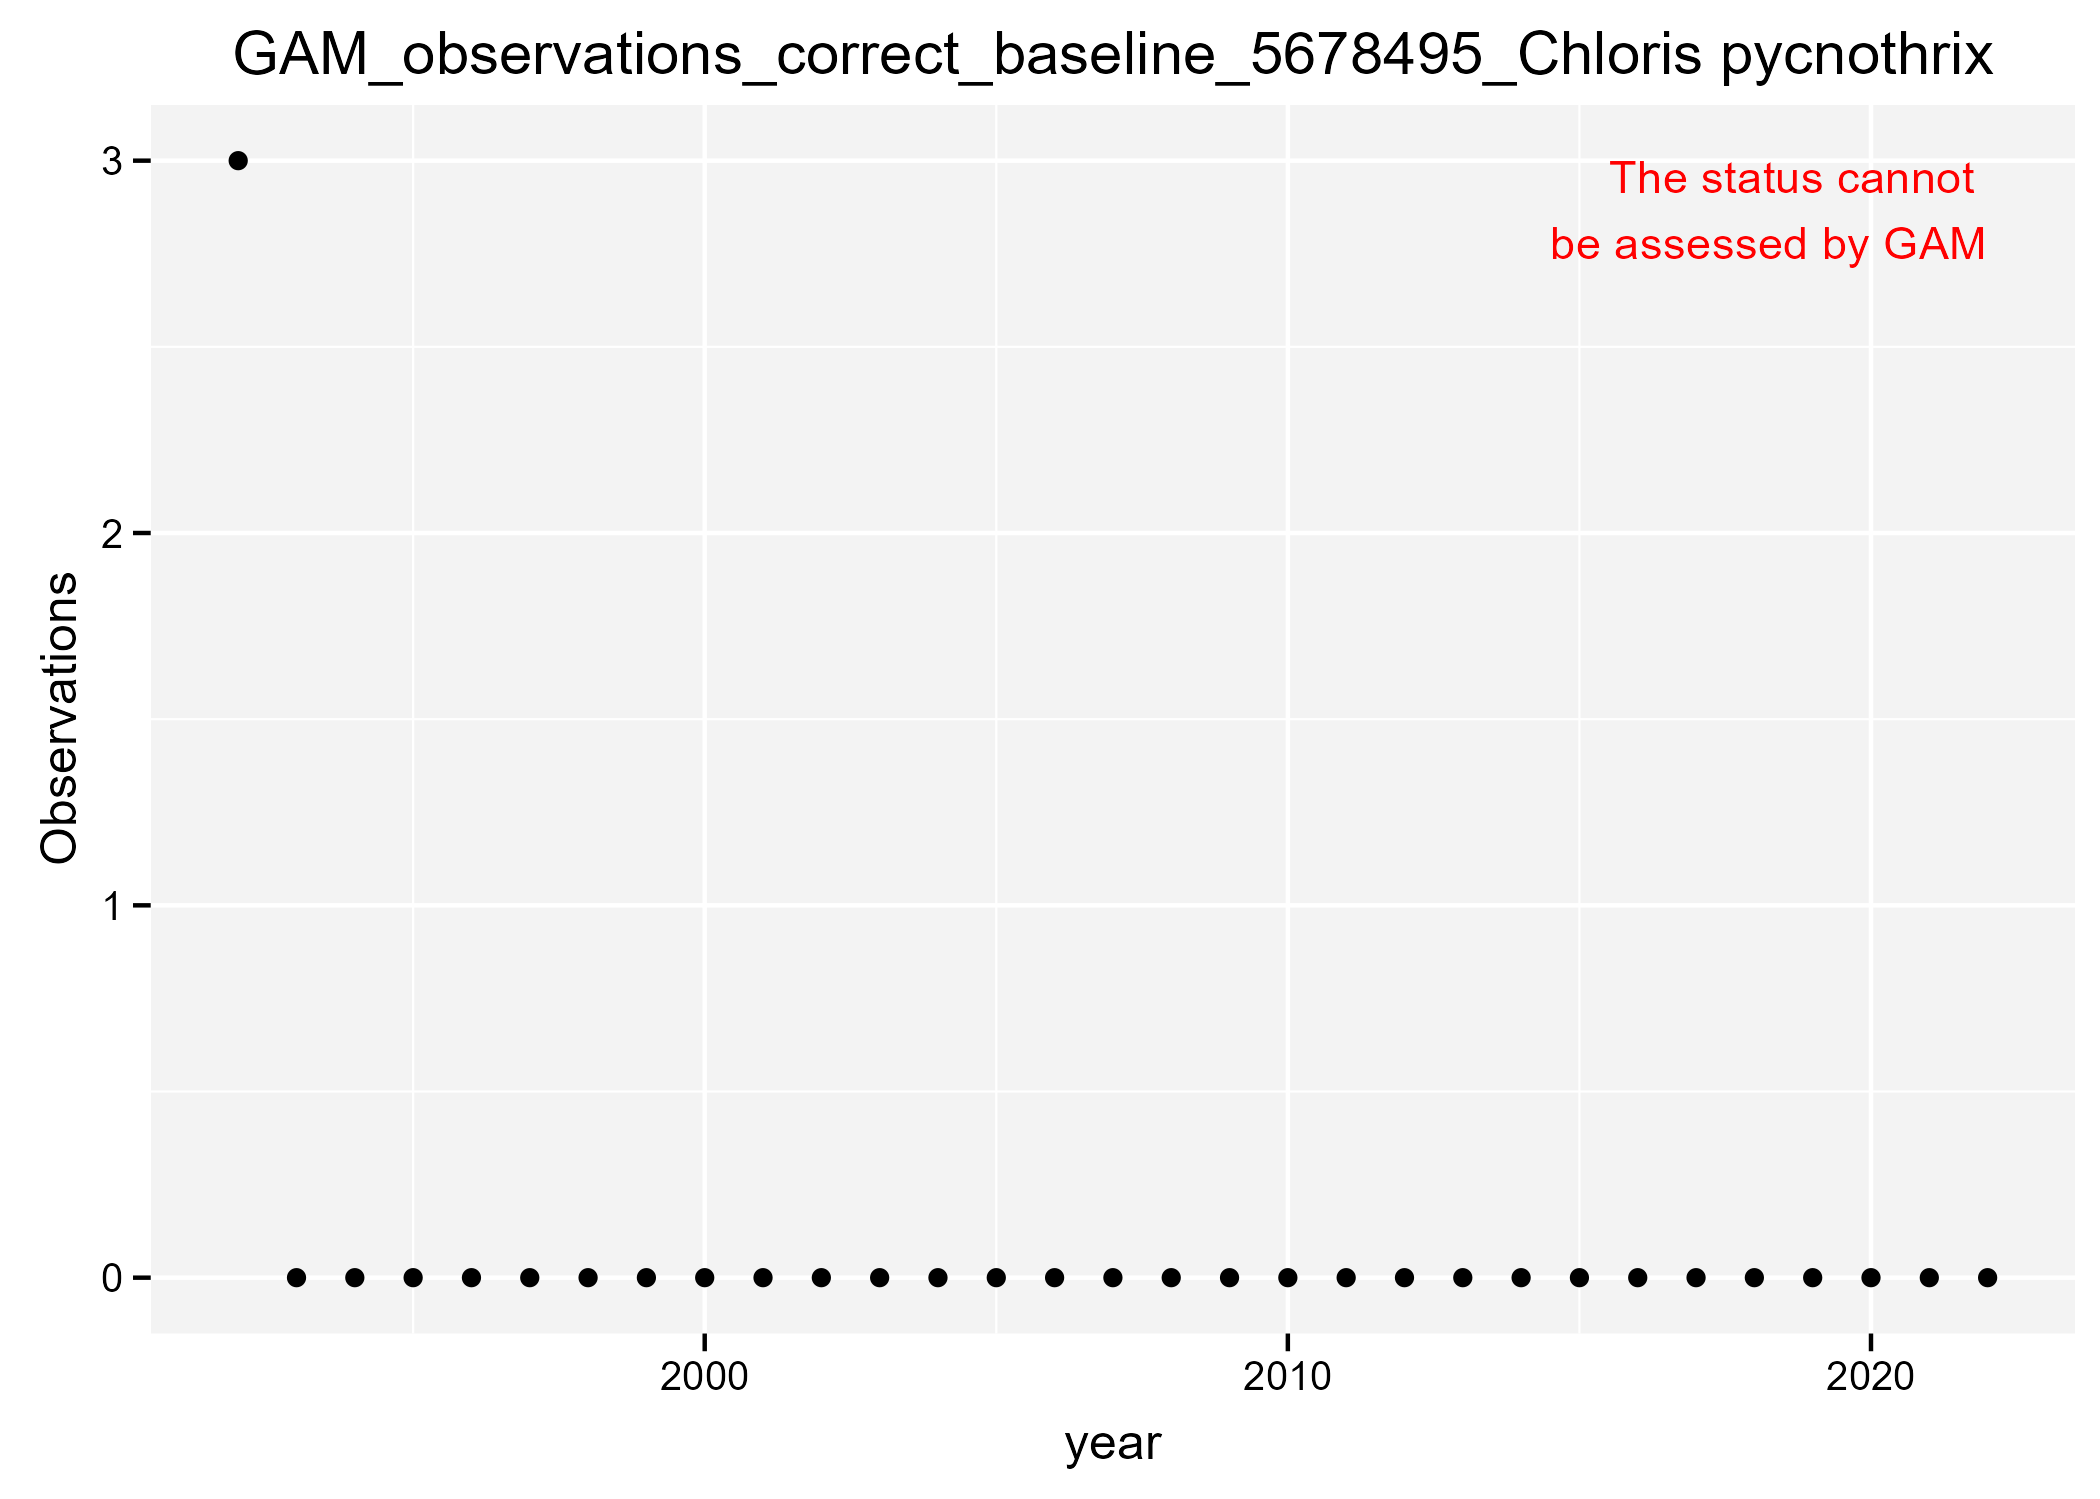 GAM_observations_correct_baseline_5678495_Chloris pycnothrix
The status cannot
be assessed by GAM
3
2
1
0
Observations
2000
2010
2020
year